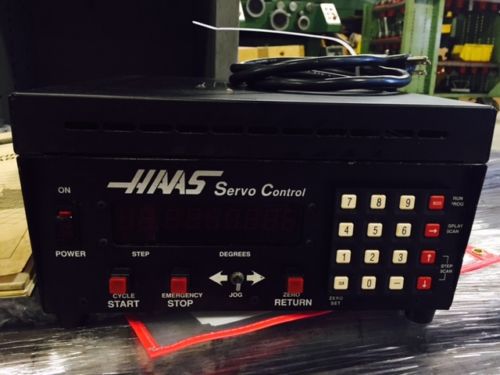 HAAS Servo Control
ON
POWER
STEP DEGREES
7 8 9
4 5 6
1 2 3
0 -
RUN
PROG
SPLAY
SCAN
STEP
SCAN
ZERO
SET
CYCLE
START
EMERGENCY
STOP
JOG
ZERO
RETURN